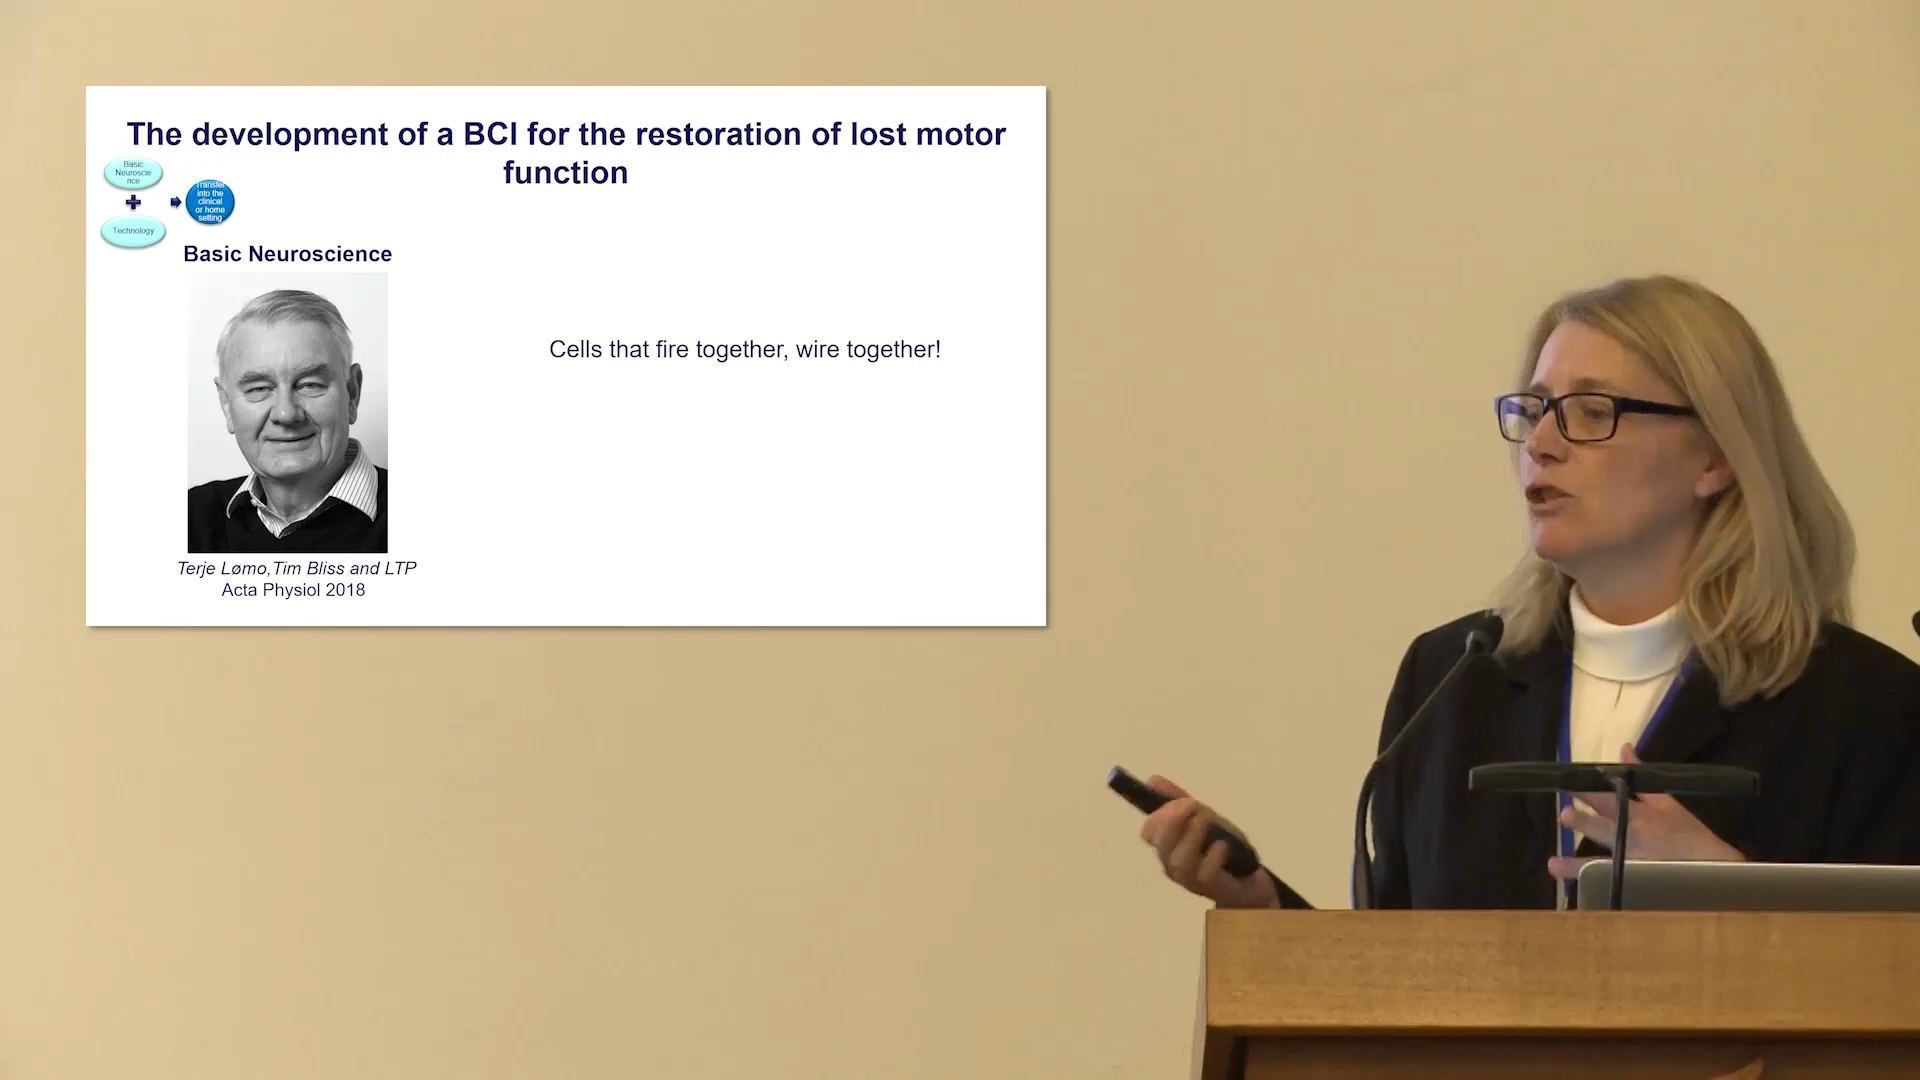 The development of a BCI for the restoration of lost motor
function
Basic
Neuroscie
nce
Transfer
into the
clinical
or home
setting
Technology
Basic Neuroscience
Cells that fire together, wire together!
Terje Lømo,Tim Bliss and LTP
Acta Physiol 2018